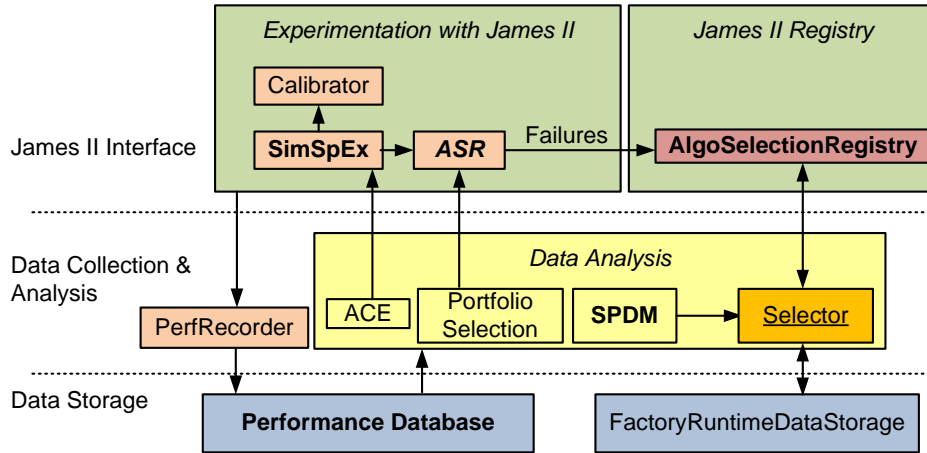 Experimentation with James II
James II Registry
Calibrator
James II Interface
SimSpEx
ASR
Failures
AlgoSelectionRegistry
Data Collection &
Analysis
Data Analysis
PerfRecorder
ACE
Portfolio
Selection
SPDM
Selector
Data Storage
Performance Database
FactoryRuntimeDataStorage